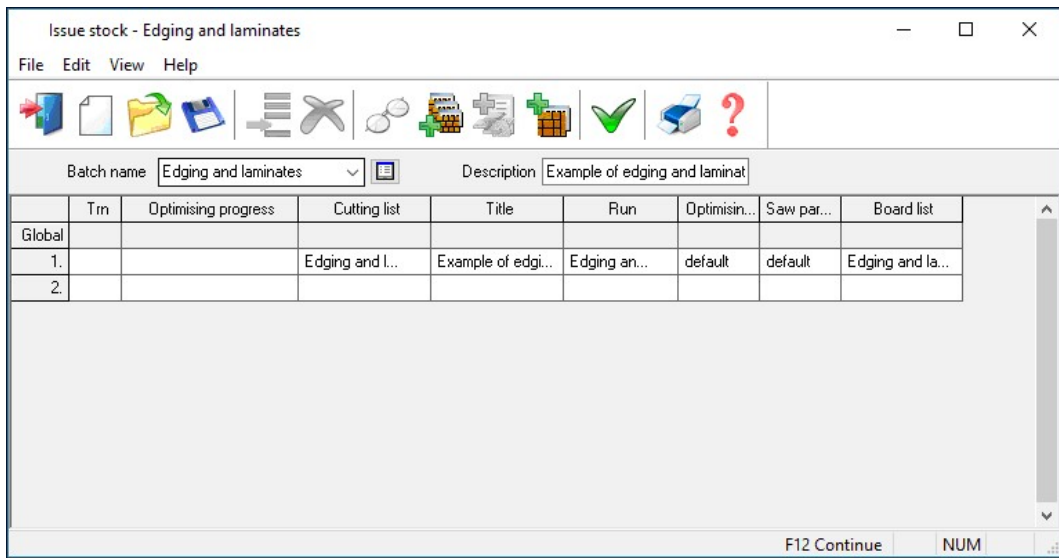 Issue stock - Edging and laminates
File Edit View Help
Batch name Edging and laminates Description Example of edging and laminat
Trn Optimising progress Cutting list Title Run Optimisin... Saw par... Board list
Global
1. Edging and l... Example of edgi... Edging an... default default Edging and la...
2.
F12 Continue NUM